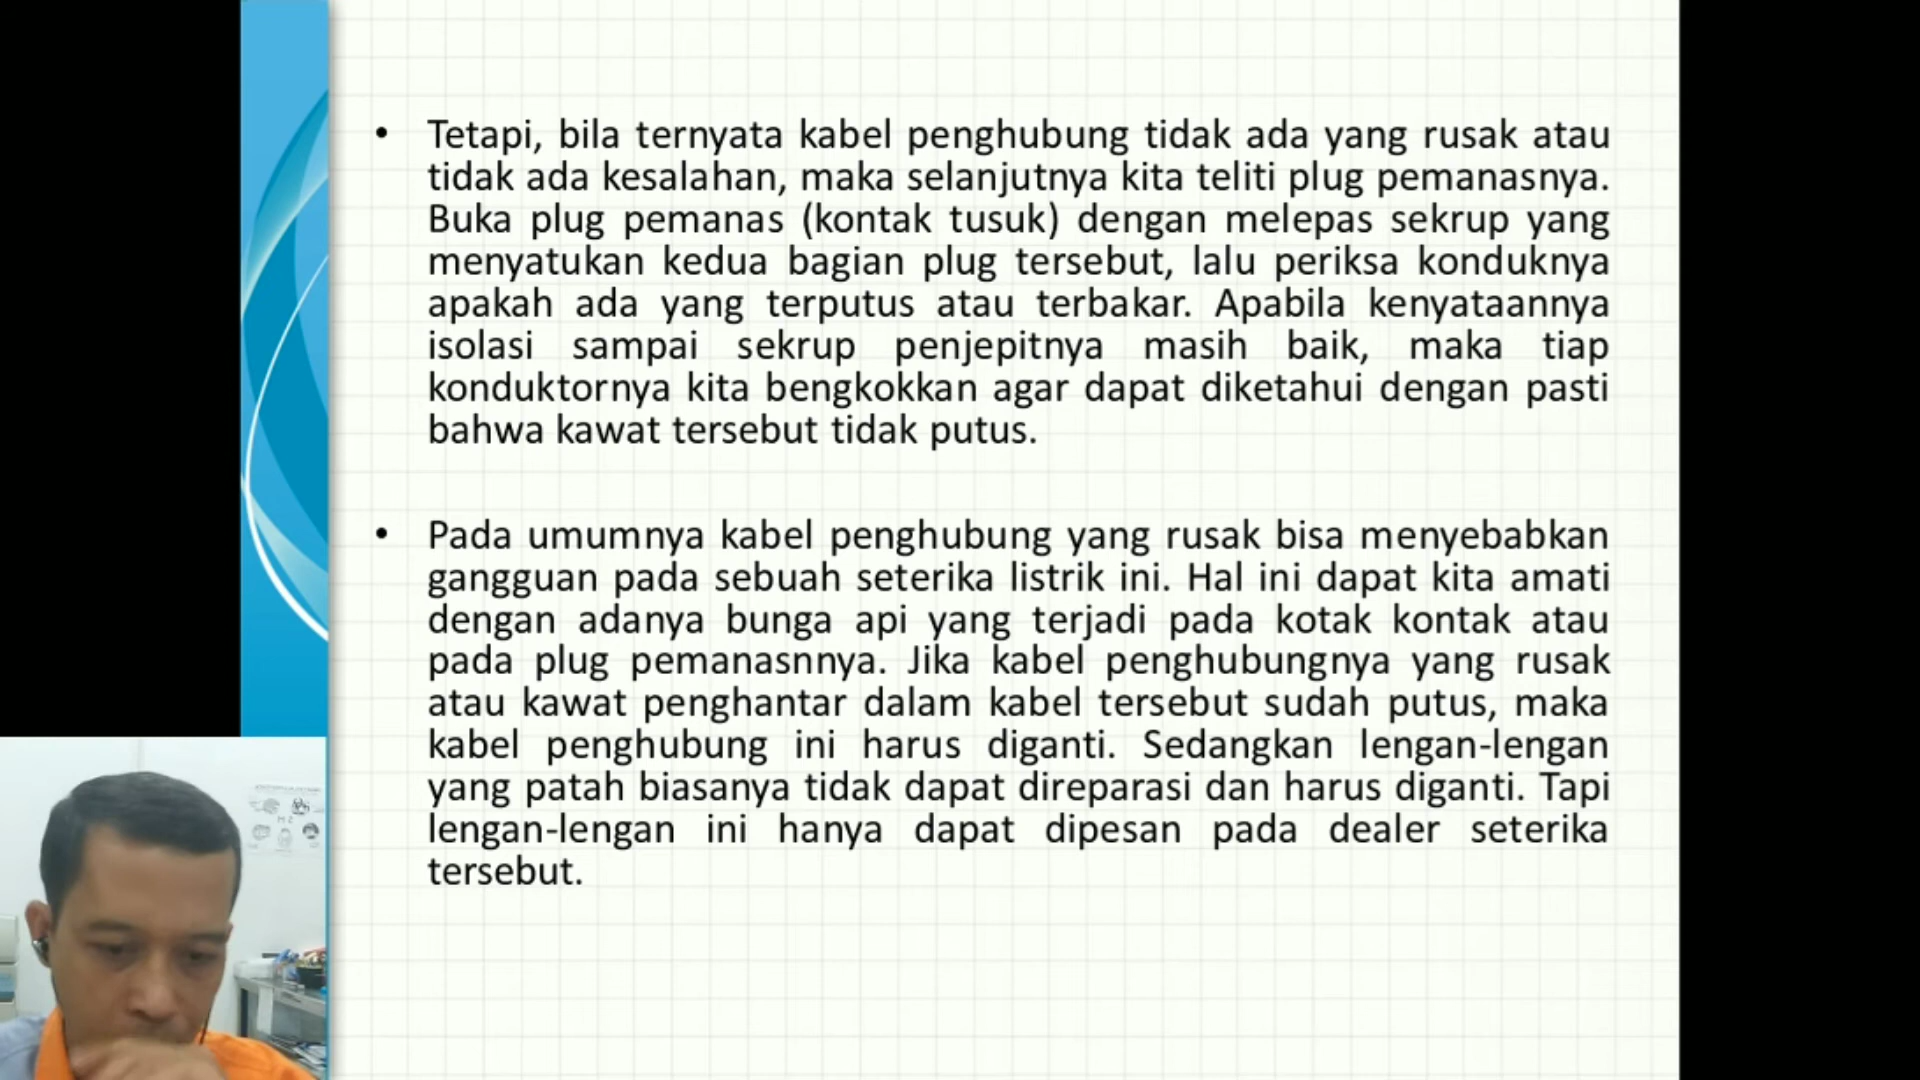 • Tetapi, bila ternyata kabel penghubung tidak ada yang rusak atau
tidak ada kesalahan, maka selanjutnya kita teliti plug pemanasnya.
Buka plug pemanas (kontak tusuk) dengan melepas sekrup yang
menyatukan kedua bagian plug tersebut, lalu periksa konduknya
apakah ada yang terputus atau terbakar. Apabila kenyataannya
isolasi sampai sekrup penjepitnya masih baik, maka tiap
konduktornya kita bengkokkan agar dapat diketahui dengan pasti
bahwa kawat tersebut tidak putus.
• Pada umumnya kabel penghubung yang rusak bisa menyebabkan
gangguan pada sebuah seterika listrik ini. Hal ini dapat kita amati
dengan adanya bunga api yang terjadi pada kotak kontak atau
pada plug pemanasnnya. Jika kabel penghubungnya yang rusak
atau kawat penghantar dalam kabel tersebut sudah putus, maka
kabel penghubung ini harus diganti. Sedangkan lengan-lengan
yang patah biasanya tidak dapat direparasi dan harus diganti. Tapi
lengan-lengan ini hanya dapat dipesan pada dealer seterika
tersebut.